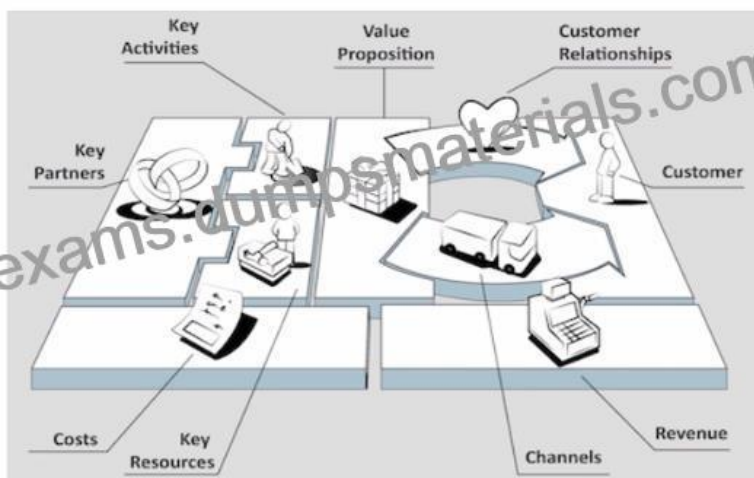 Key
Activities
Value
Proposition
Customer
Relationships
Key
Partners
Customer
exams.dumpsmaterials.com
Costs
Key
Resources
Channels
Revenue